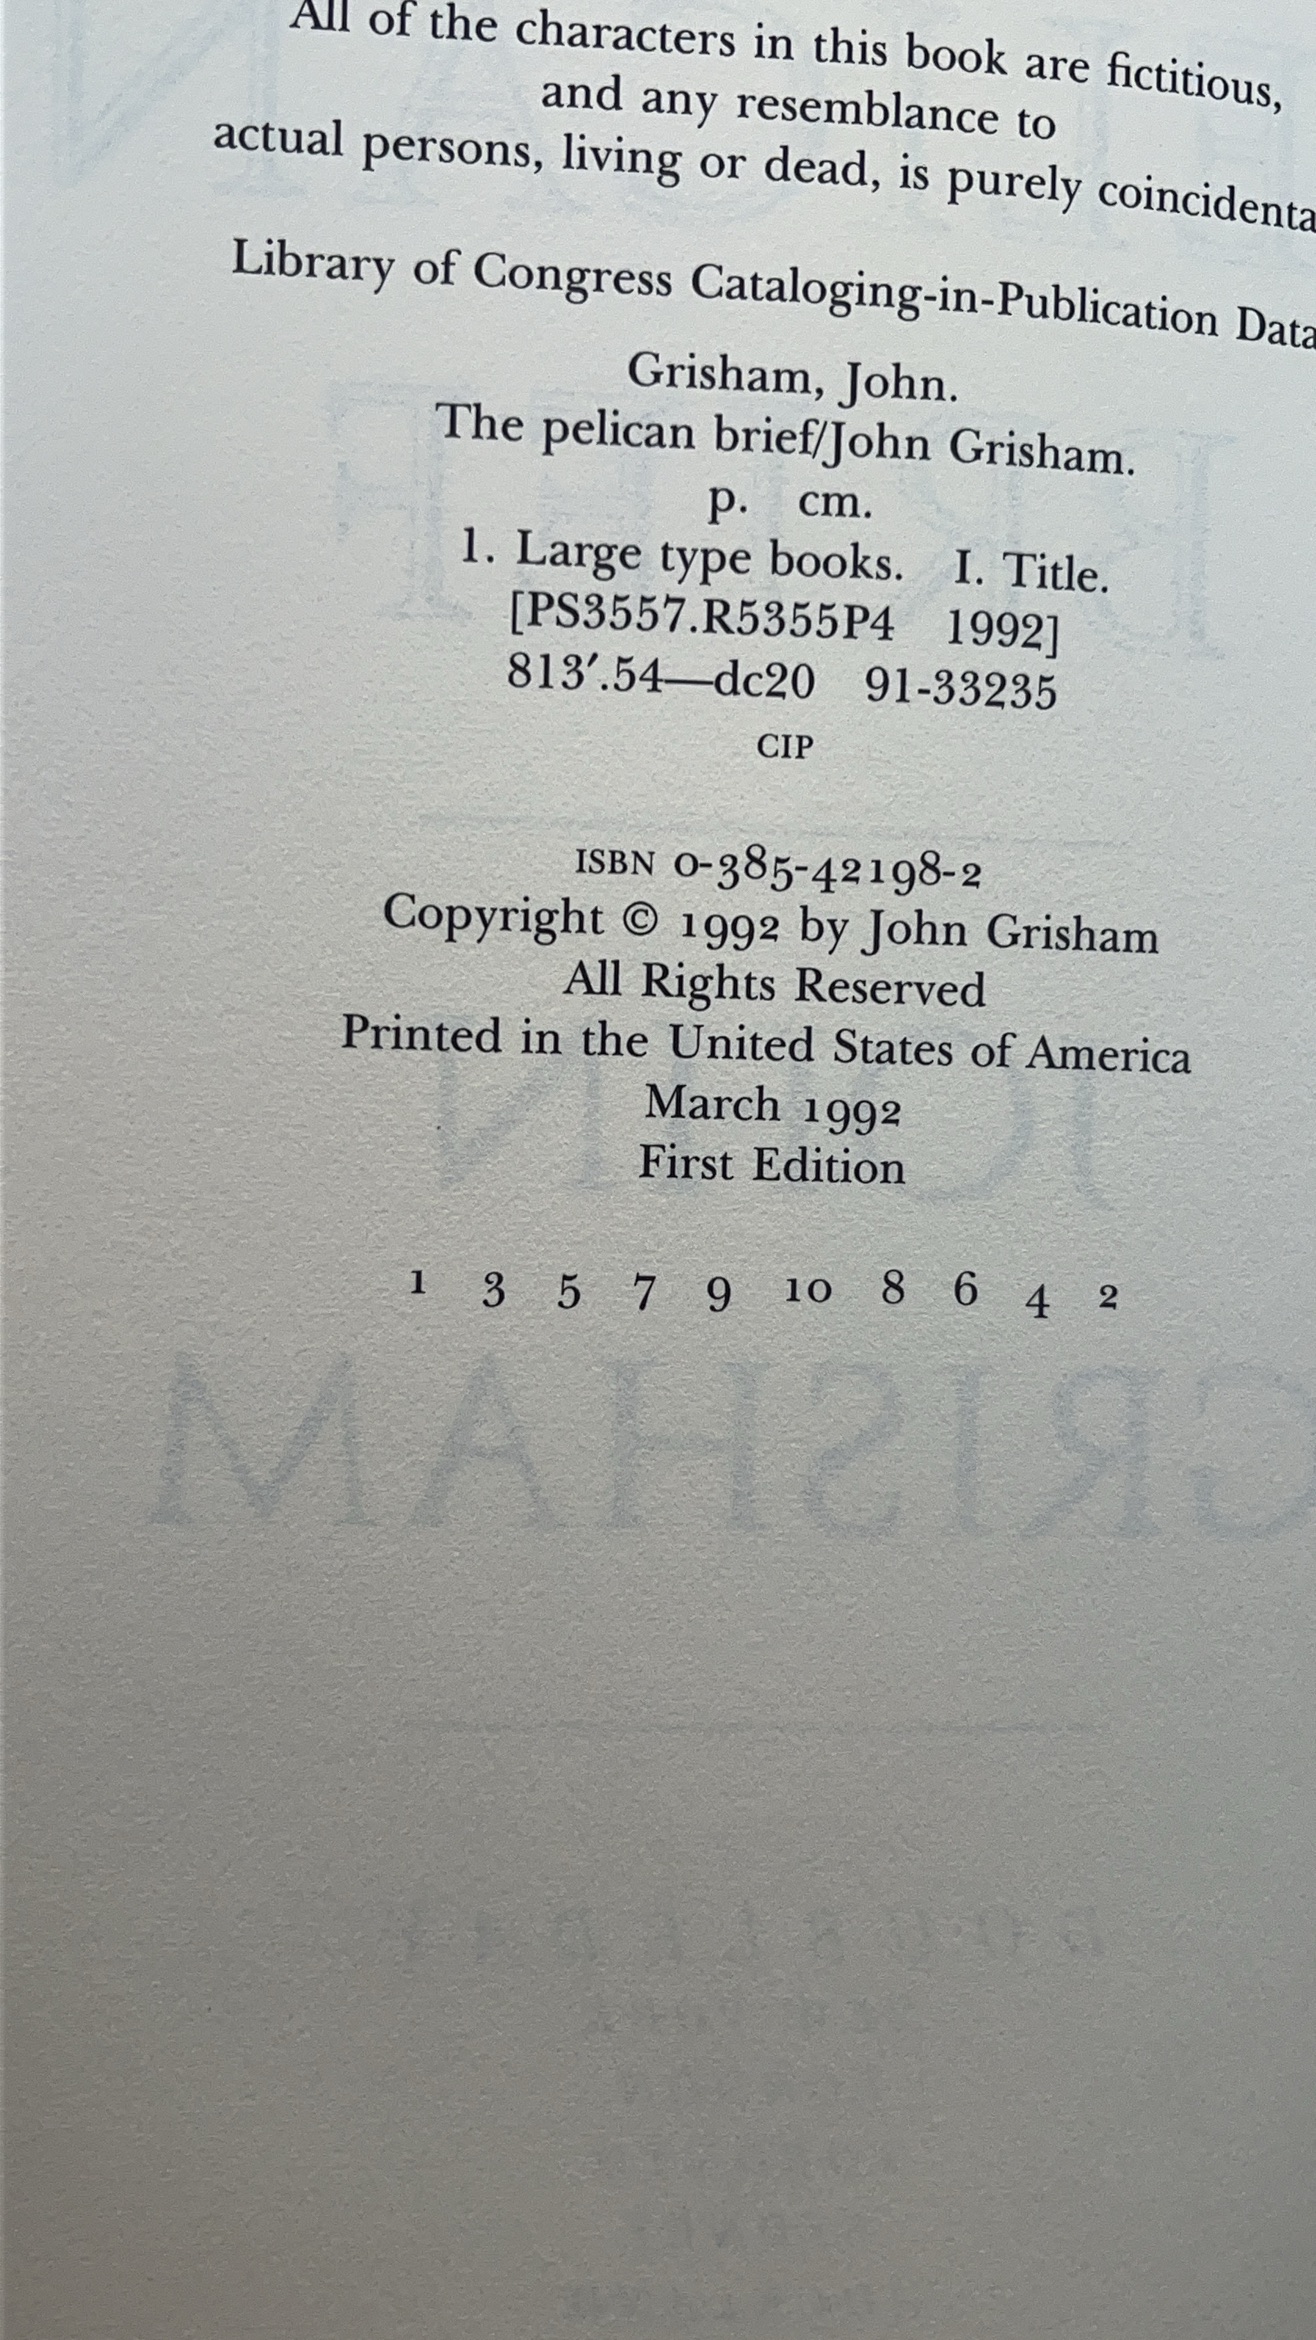 All of the characters in this book are fictitious,
and any resemblance to
actual persons, living or dead, is purely coincidenta
Library of Congress Cataloging-in-Publication Data
Grisham, John.
The pelican brief/John Grisham.
p. cm.
1. Large type books. I. Title.
[PS3557.R5355P4 1992]
813′.54—dc20 91-33235
CIP
ISBN 0-385-42198-2
Copyright © 1992 by John Grisham
All Rights Reserved
Printed in the United States of America
March 1992
First Edition
1 3 5 7 9 10 8 6 4 2
GRISHAM